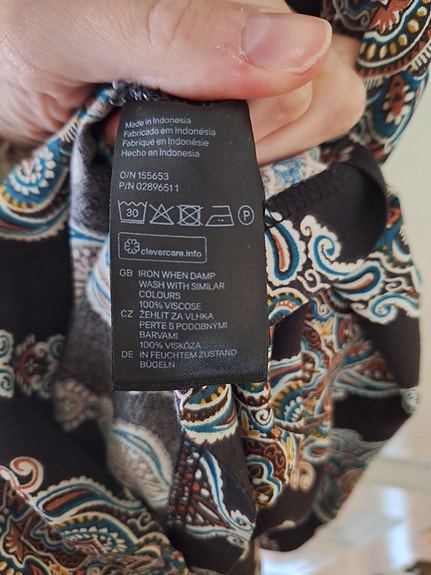 Made in Indonesia
Fabricado em Indonésia
Fabriqué en Indonésie
Hecho en Indonesia
O/N 155653
P/N 02896511
30 P
clevercare.info
GB IRON WHEN DAMP
WASH WITH SIMILAR
COLOURS
100% VISCOSE
CZ ŽEHLIT ZA VLHKA
PERTE S PODOBNÝMI
BARVAMI
100% VISKÓZA
DE IN FEUCHTEM ZUSTAND
BÜGELN